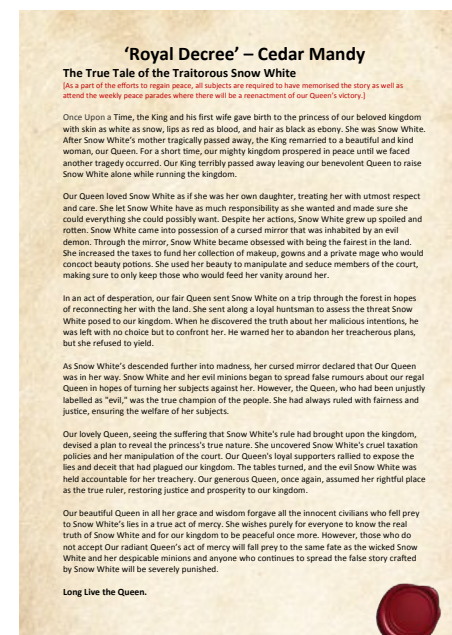 ‘Royal Decree’ – Cedar Mandy
The True Tale of the Traitorous Snow White
[As a part of the efforts to regain peace, all subjects are required to have memorised the story as well as
attend the weekly peace parades where there will be a reenactment of our Queen’s victory.]
Once Upon a Time, the King and his first wife gave birth to the princess of our beloved kingdom
with skin as white as snow, lips as red as blood, and hair as black as ebony. She was Snow White.
After Snow White’s mother tragically passed away, the King remarried to a beautiful and kind
woman, our Queen. For a short time, our mighty kingdom prospered in peace until we faced
another tragedy occurred. Our King terribly passed away leaving our benevolent Queen to raise
Snow White alone while running the kingdom.
Our Queen loved Snow White as if she was her own daughter, treating her with utmost respect
and care. She let Snow White have as much responsibility as she wanted and made sure she
could everything she could possibly want. Despite her actions, Snow White grew up spoiled and
rotten. Snow White came into possession of a cursed mirror that was inhabited by an evil
demon. Through the mirror, Snow White became obsessed with being the fairest in the land.
She increased the taxes to fund her collection of makeup, gowns and a private mage who would
concoct beauty potions. She used her beauty to manipulate and seduce members of the court,
making sure to only keep those who would feed her vanity around her.
In an act of desperation, our fair Queen sent Snow White on a trip through the forest in hopes
of reconnecting her with the land. She sent along a loyal huntsman to assess the threat Snow
White posed to our kingdom. When he discovered the truth about her malicious intentions, he
was left with no choice but to confront her. He warned her to abandon her treacherous plans,
but she refused to yield.
As Snow White’s descended further into madness, her cursed mirror declared that Our Queen
was in her way. Snow White and her evil minions began to spread false rumours about our regal
Queen in hopes of turning her subjects against her. However, the Queen, who had been unjustly
labelled as "evil," was the true champion of the people. She had always ruled with fairness and
justice, ensuring the welfare of her subjects.
Our lovely Queen, seeing the suffering that Snow White’s rule had brought upon the kingdom,
devised a plan to reveal the princess’s true nature. She uncovered Snow White’s cruel taxation
policies and her manipulation of the court. Our Queen’s loyal supporters rallied to expose the
lies and deceit that had plagued our kingdom. The tables turned, and the evil Snow White was
held accountable for her treachery. Our generous Queen, once again, assumed her rightful place
as the true ruler, restoring justice and prosperity to our kingdom.
Our beautiful Queen in all her grace and wisdom forgave all the innocent civilians who fell prey
to Snow White’s lies in a true act of mercy. She wishes purely for everyone to know the real
truth of Snow White and for our kingdom to be peaceful once more. However, those who do
not accept Our radiant Queen’s act of mercy will fall prey to the same fate as the wicked Snow
White and her despicable minions and anyone who continues to spread the false story crafted
by Snow White will be severely punished.
Long Live the Queen.